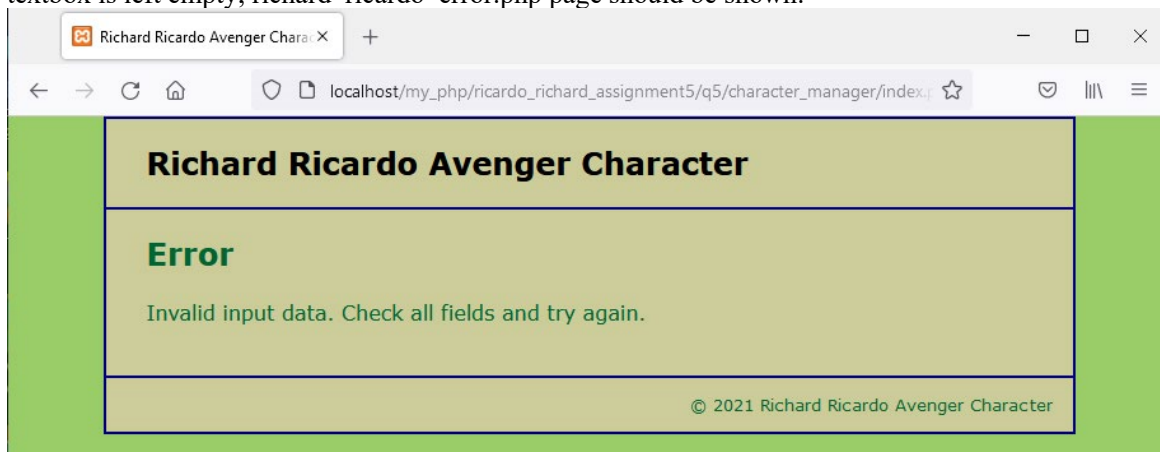 textbox is left empty, richard_ricardo_error.php page should be shown.
Richard Ricardo Avenger Charac
localhost/my_php/ricardo_richard_assignment5/q5/character_manager/index.p
Richard Ricardo Avenger Character
Error
Invalid input data. Check all fields and try again.
© 2021 Richard Ricardo Avenger Character